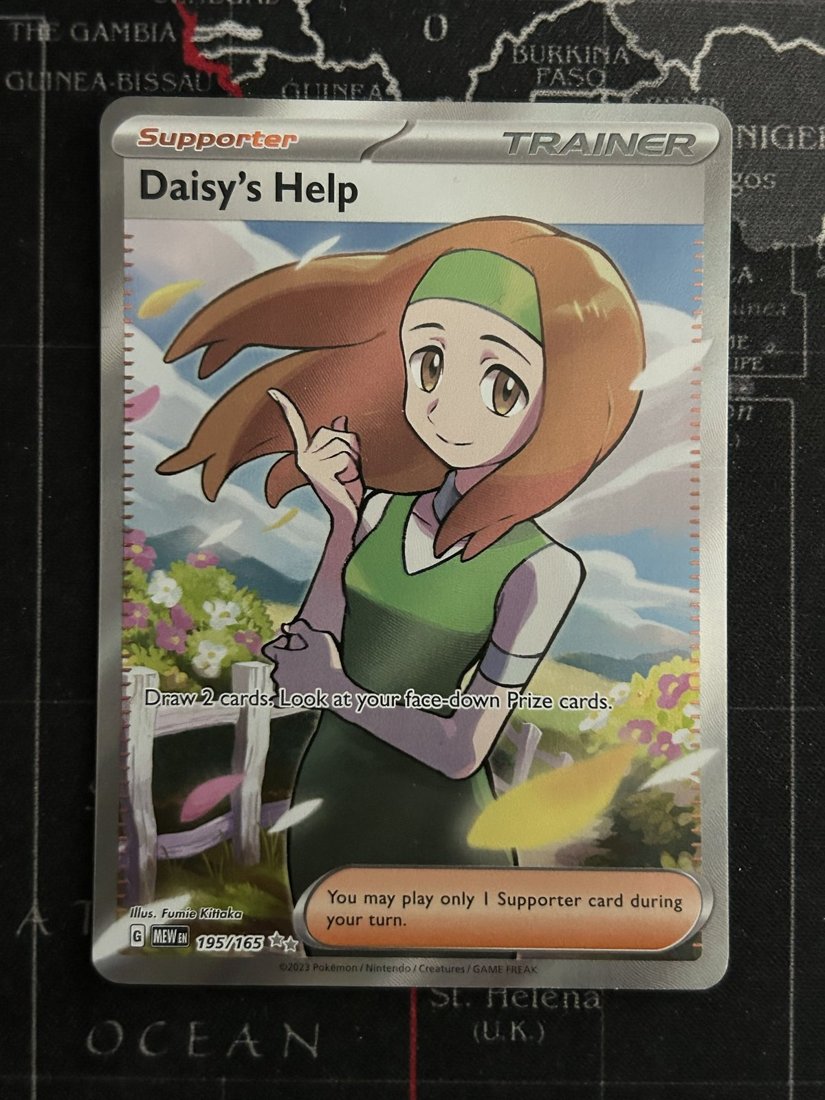 THE GAMBIA
GUINEA-BISSAU
GUINEA
BURKINA
FASO
NIGE
gos
Supporter
TRAINER
Daisy's Help
Draw 2 cards. Look at your face-down Prize cards.
You may play only 1 Supporter card during
your turn.
Illus. Fumie Kittaka
G MEW EN 195/165
©2023 Pokémon / Nintendo / Creatures / GAME FREAK
St. Helena
(U.K.)
OCEAN